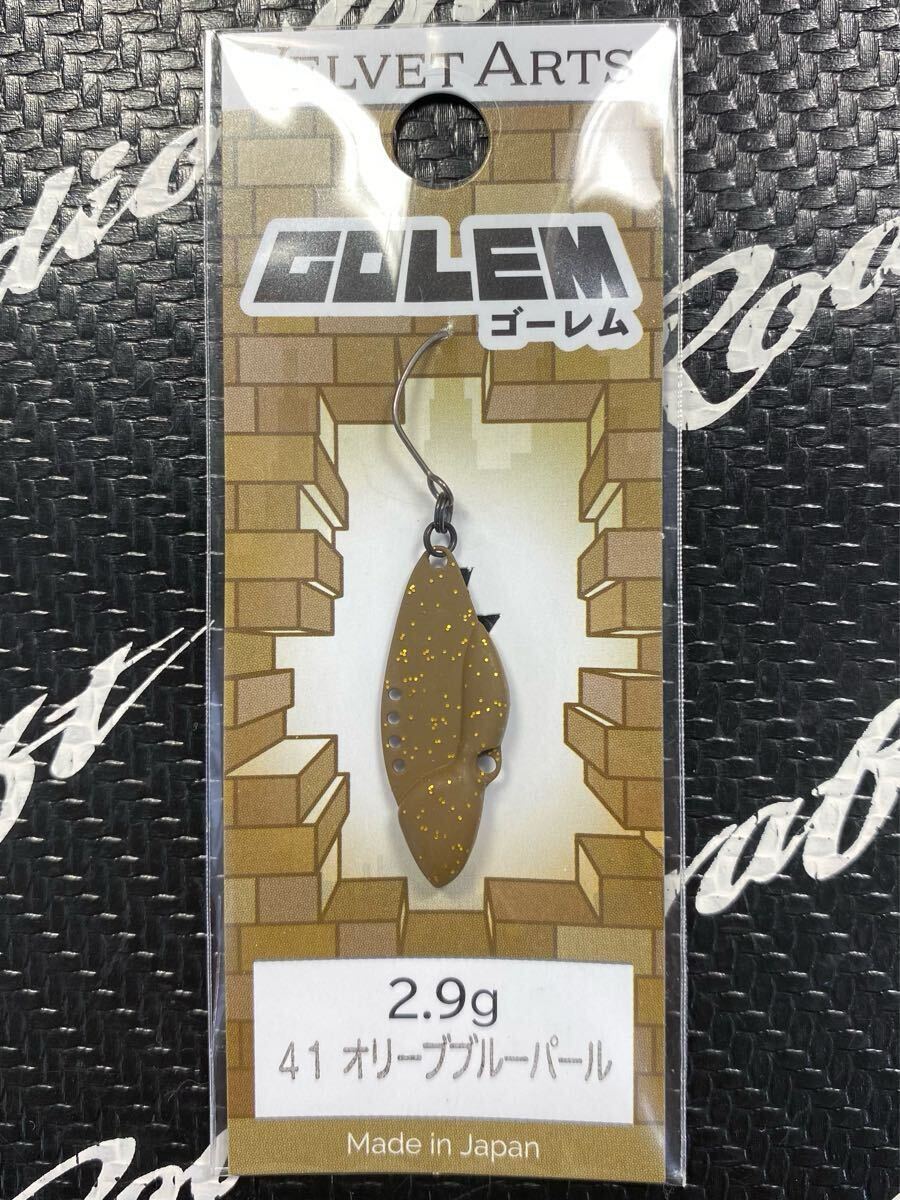 VELVET ARTS
GOLEM
ゴーレム
2.9g
41 オリーブブルーパール
Made in Japan